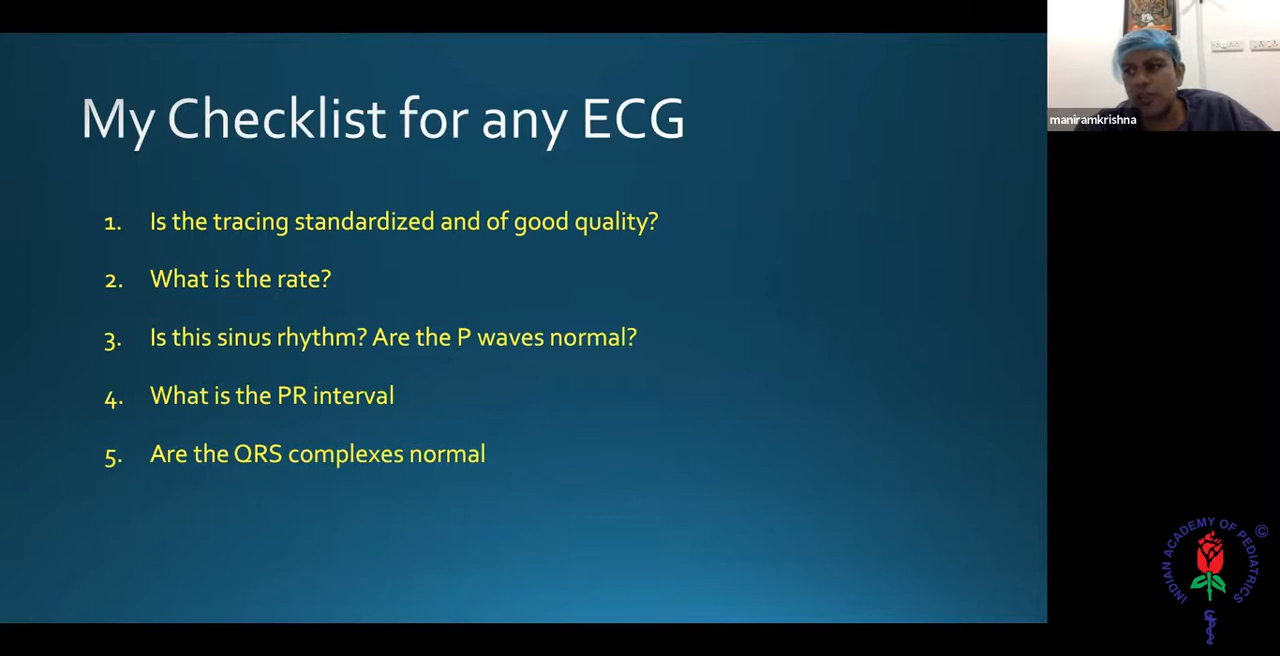 My Checklist for any ECG
1. Is the tracing standardized and of good quality?
2. What is the rate?
3. Is this sinus rhythm? Are the P waves normal?
4. What is the PR interval
5. Are the QRS complexes normal
maniramkrishna
INDIAN ACADEMY OF PEDIATRICS
©